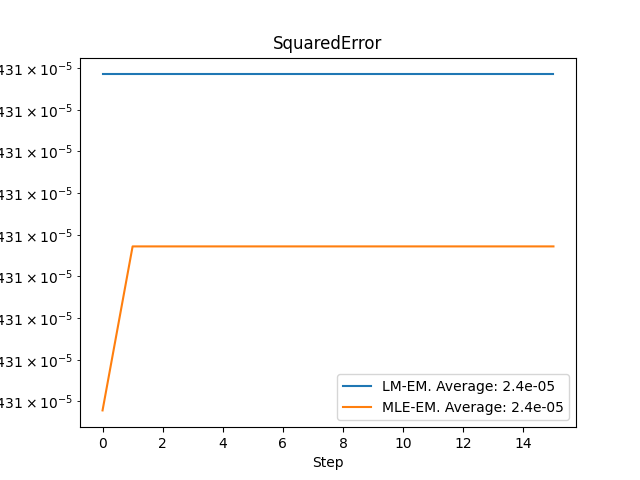 SquaredError
431 × 10⁻⁵
431 × 10⁻⁵
431 × 10⁻⁵
431 × 10⁻⁵
431 × 10⁻⁵
431 × 10⁻⁵
431 × 10⁻⁵
431 × 10⁻⁵
431 × 10⁻⁵
LM-EM. Average: 2.4e-05
MLE-EM. Average: 2.4e-05
0 2 4 6 8 10 12 14
Step